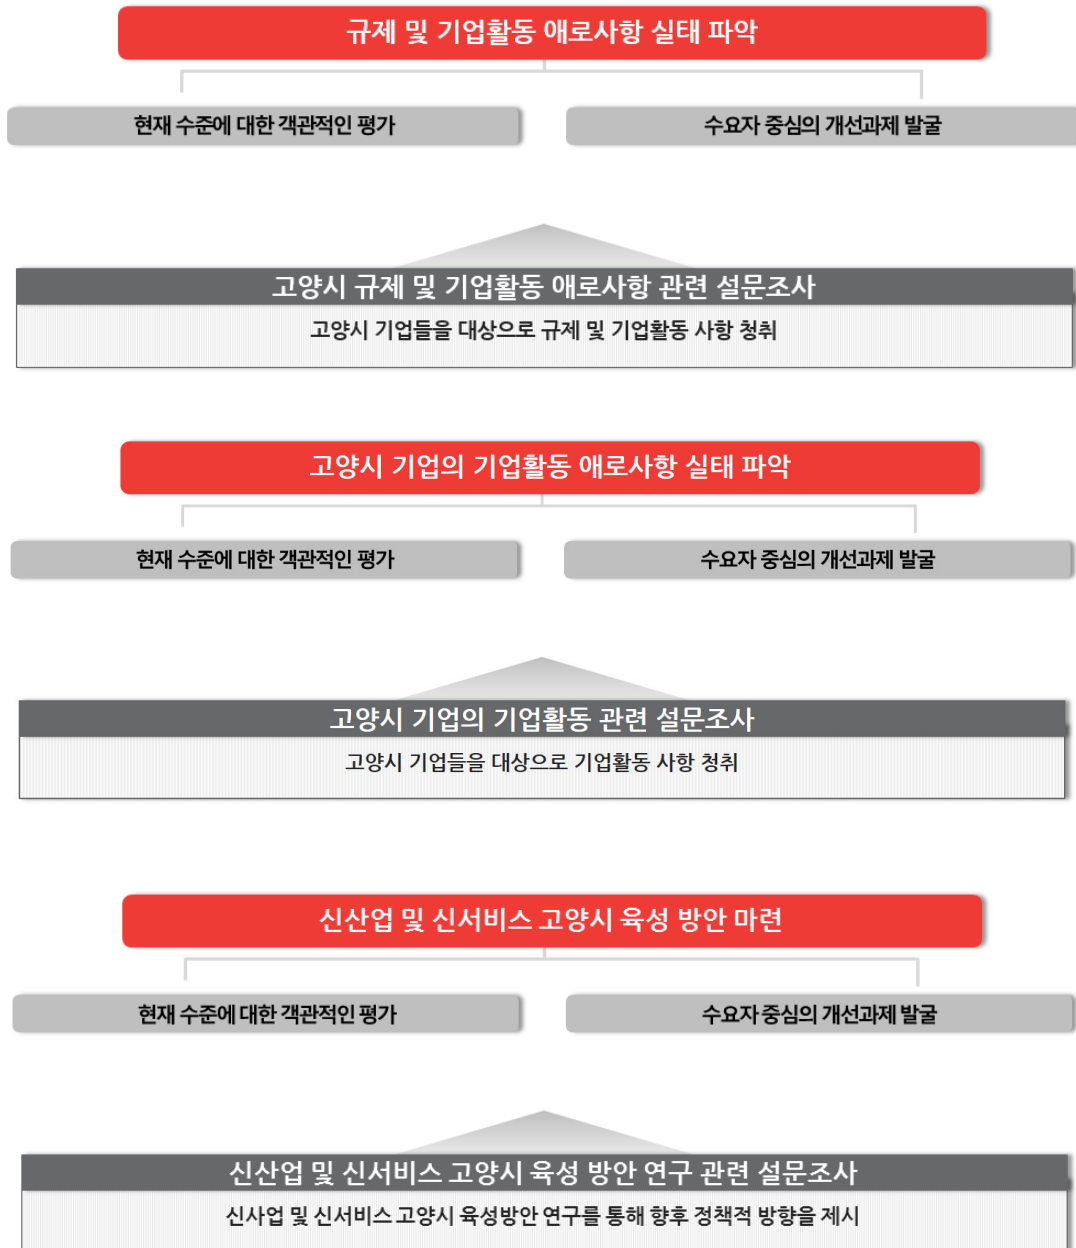 규제 및 기업활동 애로사항 실태 파악
현재 수준에 대한 객관적인 평가
수요자 중심의 개선과제 발굴
고양시 규제 및 기업활동 애로사항 관련 설문조사
고양시 기업들을 대상으로 규제 및 기업활동 사항 청취
고양시 기업의 기업활동 애로사항 실태 파악
현재 수준에 대한 객관적인 평가
수요자 중심의 개선과제 발굴
고양시 기업의 기업활동 관련 설문조사
고양시 기업들을 대상으로 기업활동 사항 청취
신산업 및 신서비스 고양시 육성 방안 마련
현재 수준에 대한 객관적인 평가
수요자 중심의 개선과제 발굴
신산업 및 신서비스 고양시 육성 방안 연구 관련 설문조사
신사업 및 신서비스 고양시 육성방안 연구를 통해 향후 정책적 방향을 제시